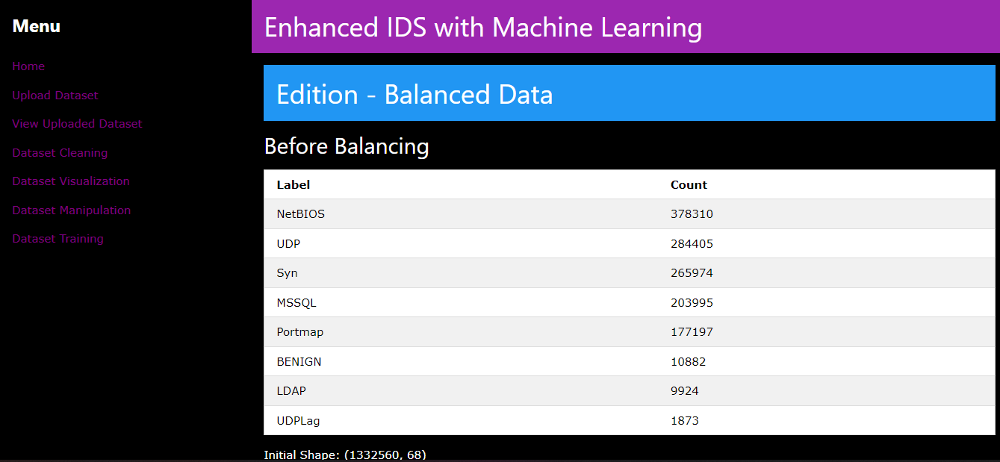 Menu
Home
Upload Dataset
View Uploaded Dataset
Dataset Cleaning
Dataset Visualization
Dataset Manipulation
Dataset Training
Enhanced IDS with Machine Learning
Edition - Balanced Data
Before Balancing
Label Count
NetBIOS 378310
UDP 284405
Syn 265974
MSSQL 203995
Portmap 177197
BENIGN 10882
LDAP 9924
UDPLag 1873
Initial Shape: (1332560, 68)